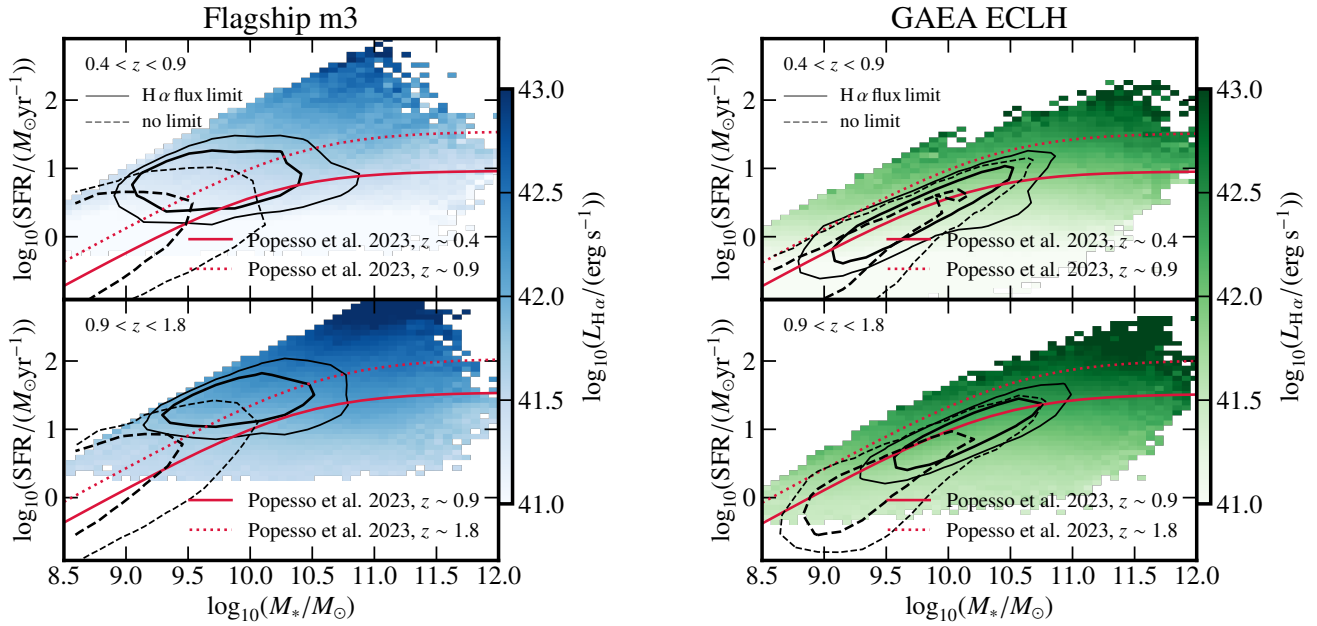 Flagship m3
GAEA ECLH
0.4 < z < 0.9
H α flux limit
no limit
Popesso et al. 2023, z ~ 0.4
Popesso et al. 2023, z ~ 0.9
log₁₀(SFR/(M⊙yr⁻¹))
2
1
0
0.9 < z < 1.8
Popesso et al. 2023, z ~ 0.9
Popesso et al. 2023, z ~ 1.8
log₁₀(SFR/(M⊙yr⁻¹))
2
1
0
8.5 9.0 9.5 10.0 10.5 11.0 11.5 12.0
log₁₀(M*/M⊙)
43.0
42.5
42.0
41.5
41.0
log₁₀(L_Hα/(erg s⁻¹))
0.4 < z < 0.9
H α flux limit
no limit
Popesso et al. 2023, z ~ 0.4
Popesso et al. 2023, z ~ 0.9
log₁₀(SFR/(M⊙yr⁻¹))
2
1
0
0.9 < z < 1.8
Popesso et al. 2023, z ~ 0.9
Popesso et al. 2023, z ~ 1.8
log₁₀(SFR/(M⊙yr⁻¹))
2
1
0
8.5 9.0 9.5 10.0 10.5 11.0 11.5 12.0
log₁₀(M*/M⊙)
43.0
42.5
42.0
41.5
41.0
log₁₀(L_Hα/(erg s⁻¹))